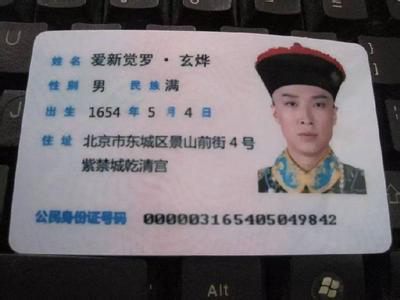 姓名 爱新觉罗·玄烨
性别 男 民族 满
出生 1654 年 5 月 4 日
住址 北京市东城区景山前街4号
紫禁城乾清宫
公民身份证号码 000003165405049842
Alt